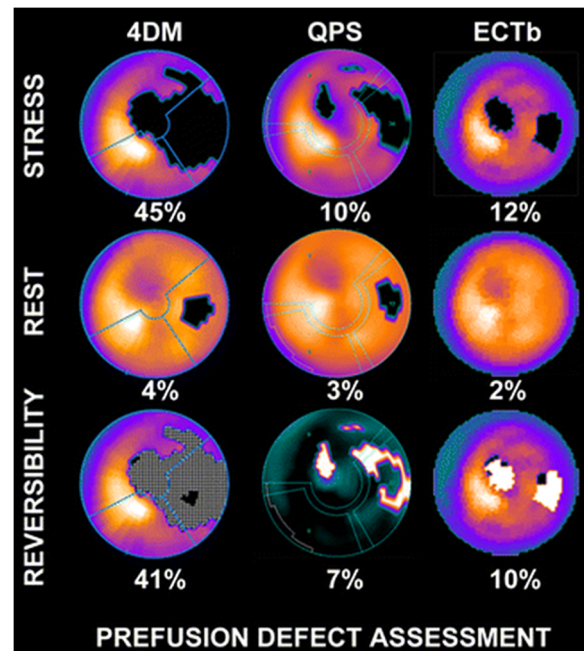 4DM QPS ECTb
STRESS
45% 10% 12%
REST
4% 3% 2%
REVERSIBILITY
41% 7% 10%
PREFUSION DEFECT ASSESSMENT